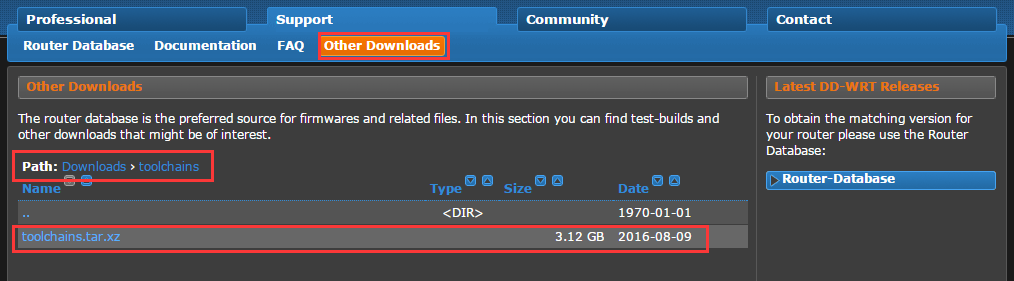 Professional Support Community Contact
Router Database Documentation FAQ Other Downloads
Other Downloads
The router database is the preferred source for firmwares and related files. In this section you can find test-builds and
other downloads that might be of interest.
Path: Downloads › toolchains
Name Type Size Date
.. <DIR> 1970-01-01
toolchains.tar.xz 3.12 GB 2016-08-09
Latest DD-WRT Releases
To obtain the matching version for
your router please use the Router
Database:
Router-Database